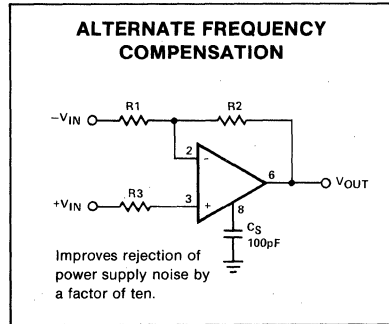 ALTERNATE FREQUENCY
COMPENSATION
R1
R2
-VIN
2
-
6
VOUT
+VIN
R3
3
+
8
CS
100pF
Improves rejection of
power supply noise by
a factor of ten.